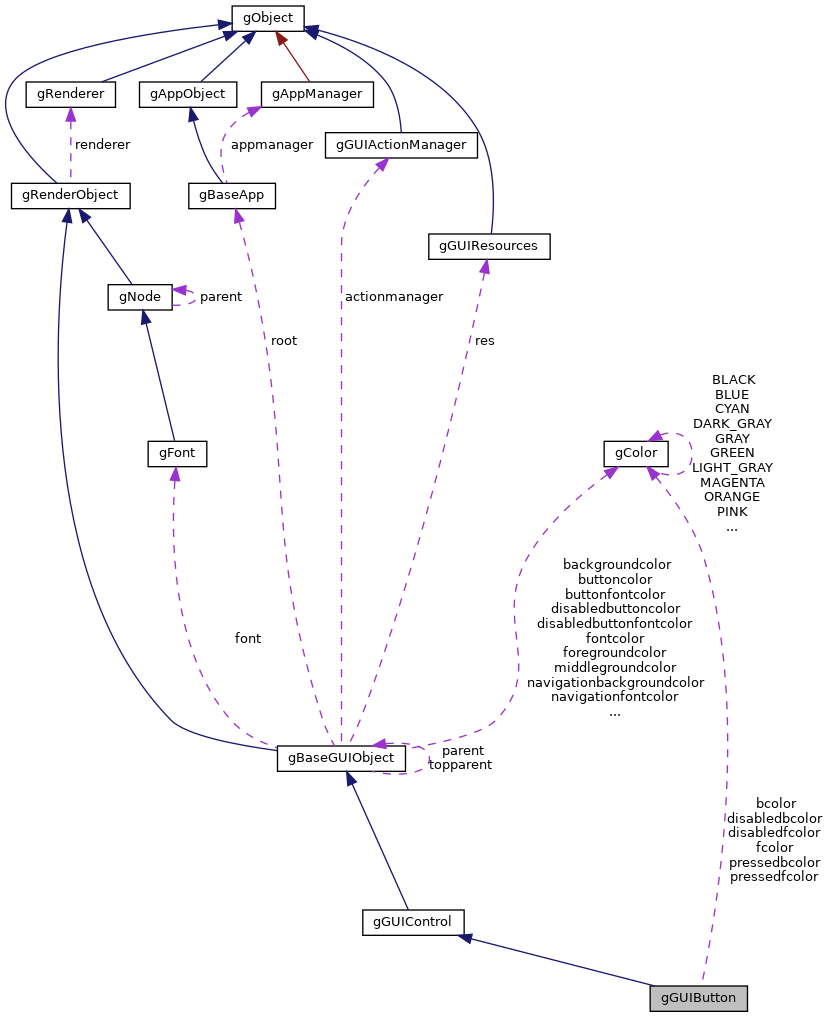 gObject
gRenderer
gAppObject
gAppManager
renderer
appmanager
gGUIActionManager
gRenderObject
gBaseApp
gGUIResources
gNode
parent
actionmanager
root
res
BLACK
BLUE
CYAN
DARK_GRAY
GRAY
GREEN
LIGHT_GRAY
MAGENTA
ORANGE
PINK
...
gFont
gColor
backgroundcolor
buttoncolor
buttonfontcolor
disabledbuttoncolor
disabledbuttonfontcolor
fontcolor
foregroundcolor
middlegroundcolor
navigationbackgroundcolor
navigationfontcolor
...
font
gBaseGUIObject
parent
topparent
bcolor
disabledbcolor
disabledfcolor
fcolor
pressedbcolor
pressedfcolor
gGUIControl
gGUIButton